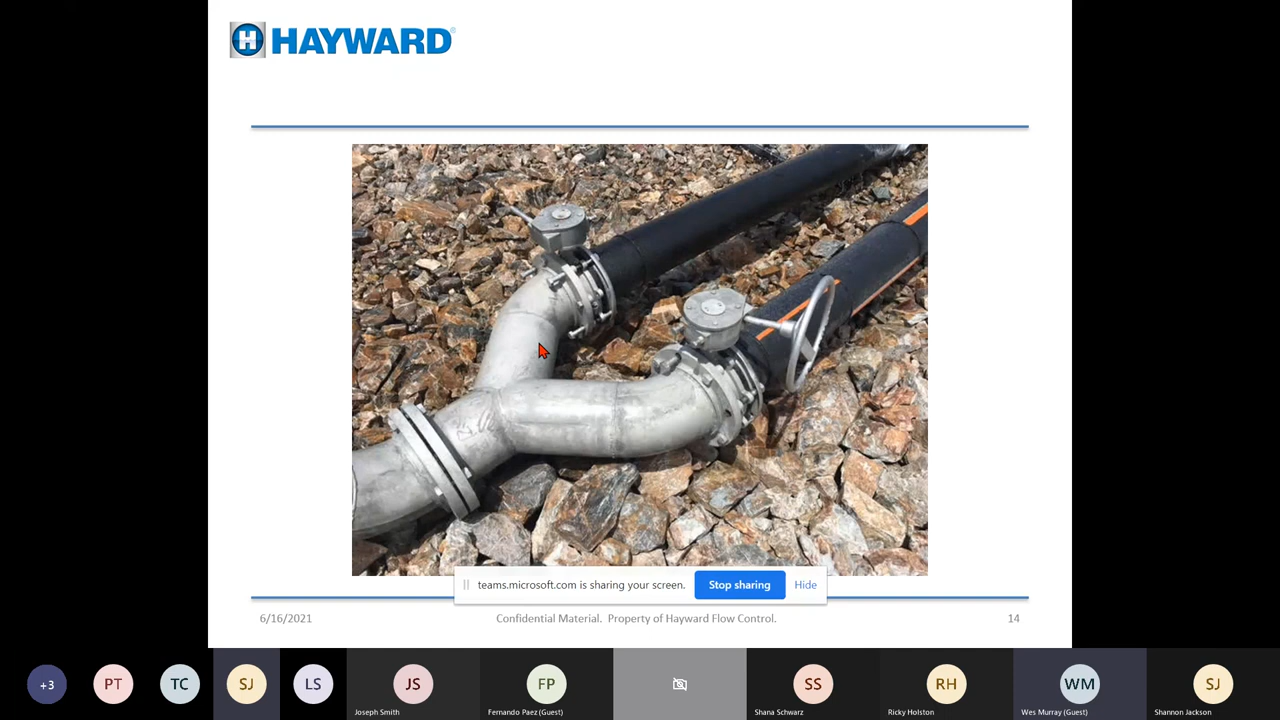 HAYWARD
teams.microsoft.com is sharing your screen.
Stop sharing
Hide
6/16/2021
Confidential Material. Property of Hayward Flow Control.
14
+3
PT
TC
SJ
LS
JS
Joseph Smith
FP
Fernando Paez (Guest)
SS
Shana Schwarz
RH
Ricky Holston
WM
Wes Murray (Guest)
SJ
Shannon Jackson